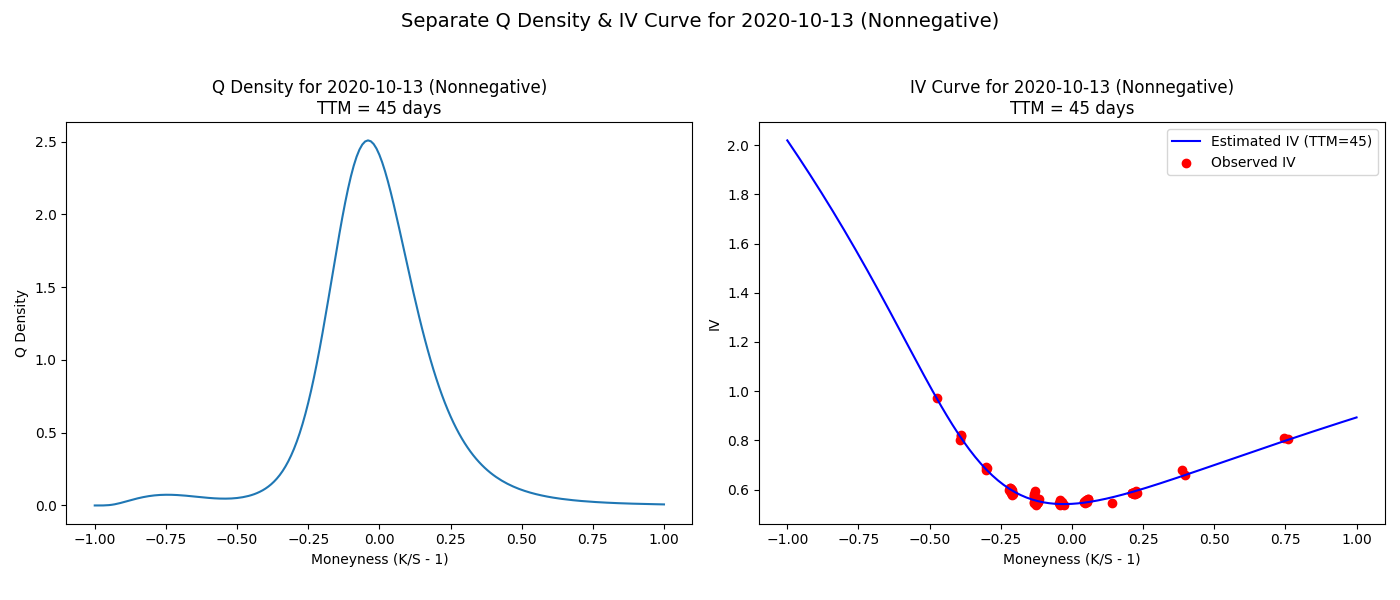 Separate Q Density & IV Curve for 2020-10-13 (Nonnegative)
Q Density for 2020-10-13 (Nonnegative)
TTM = 45 days
Q Density
2.5
2.0
1.5
1.0
0.5
0.0
−1.00 −0.75 −0.50 −0.25 0.00 0.25 0.50 0.75 1.00
Moneyness (K/S - 1)
IV Curve for 2020-10-13 (Nonnegative)
TTM = 45 days
Estimated IV (TTM=45)
Observed IV
IV
2.0
1.8
1.6
1.4
1.2
1.0
0.8
0.6
−1.00 −0.75 −0.50 −0.25 0.00 0.25 0.50 0.75 1.00
Moneyness (K/S - 1)